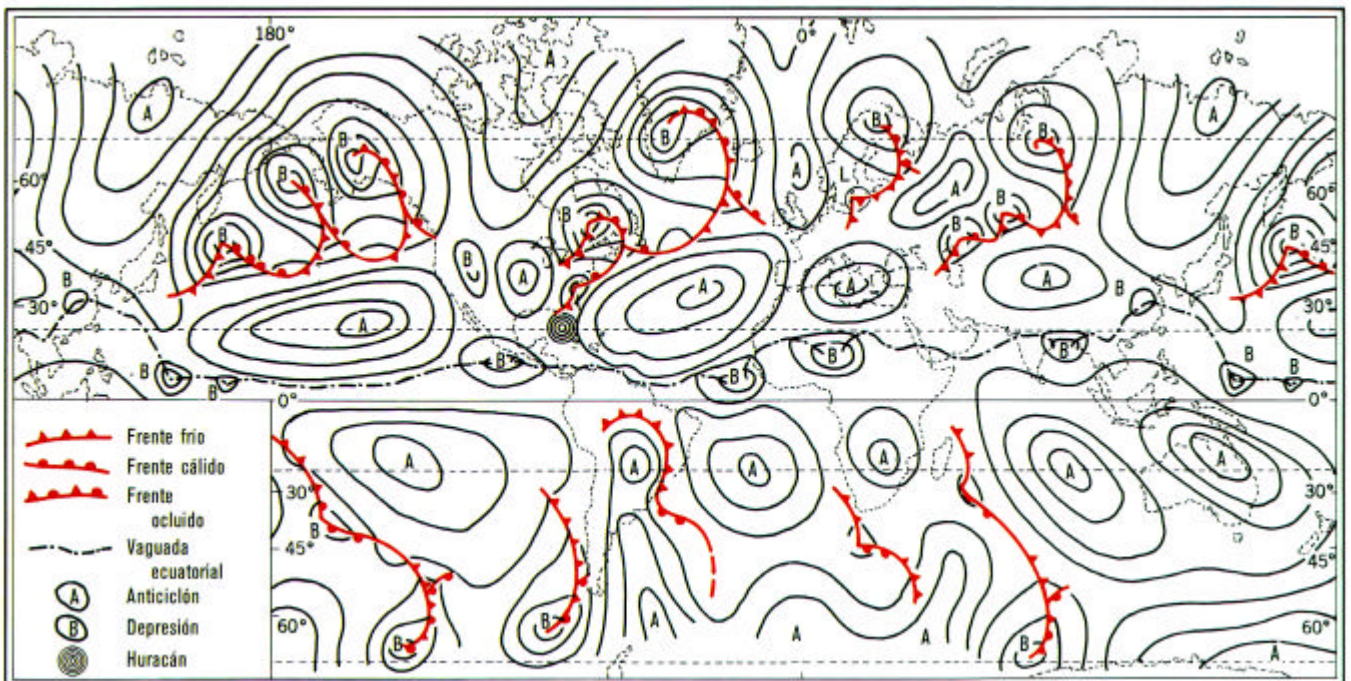 180° 0°
A
A A
B B
B
B A L
60° B A 60°
B B B
45° B B 45°
B
A A
B A A B
30° 30°
A
B B B
B B B
B B
0° 0°
Frente frío
Frente cálido
Frente
ocluido
Vaguada
ecuatorial
A Anticiclón
B Depresión
Huracán
A A A A A A
30° 30°
B
45° 45°
60° 60°
B B A A A B A